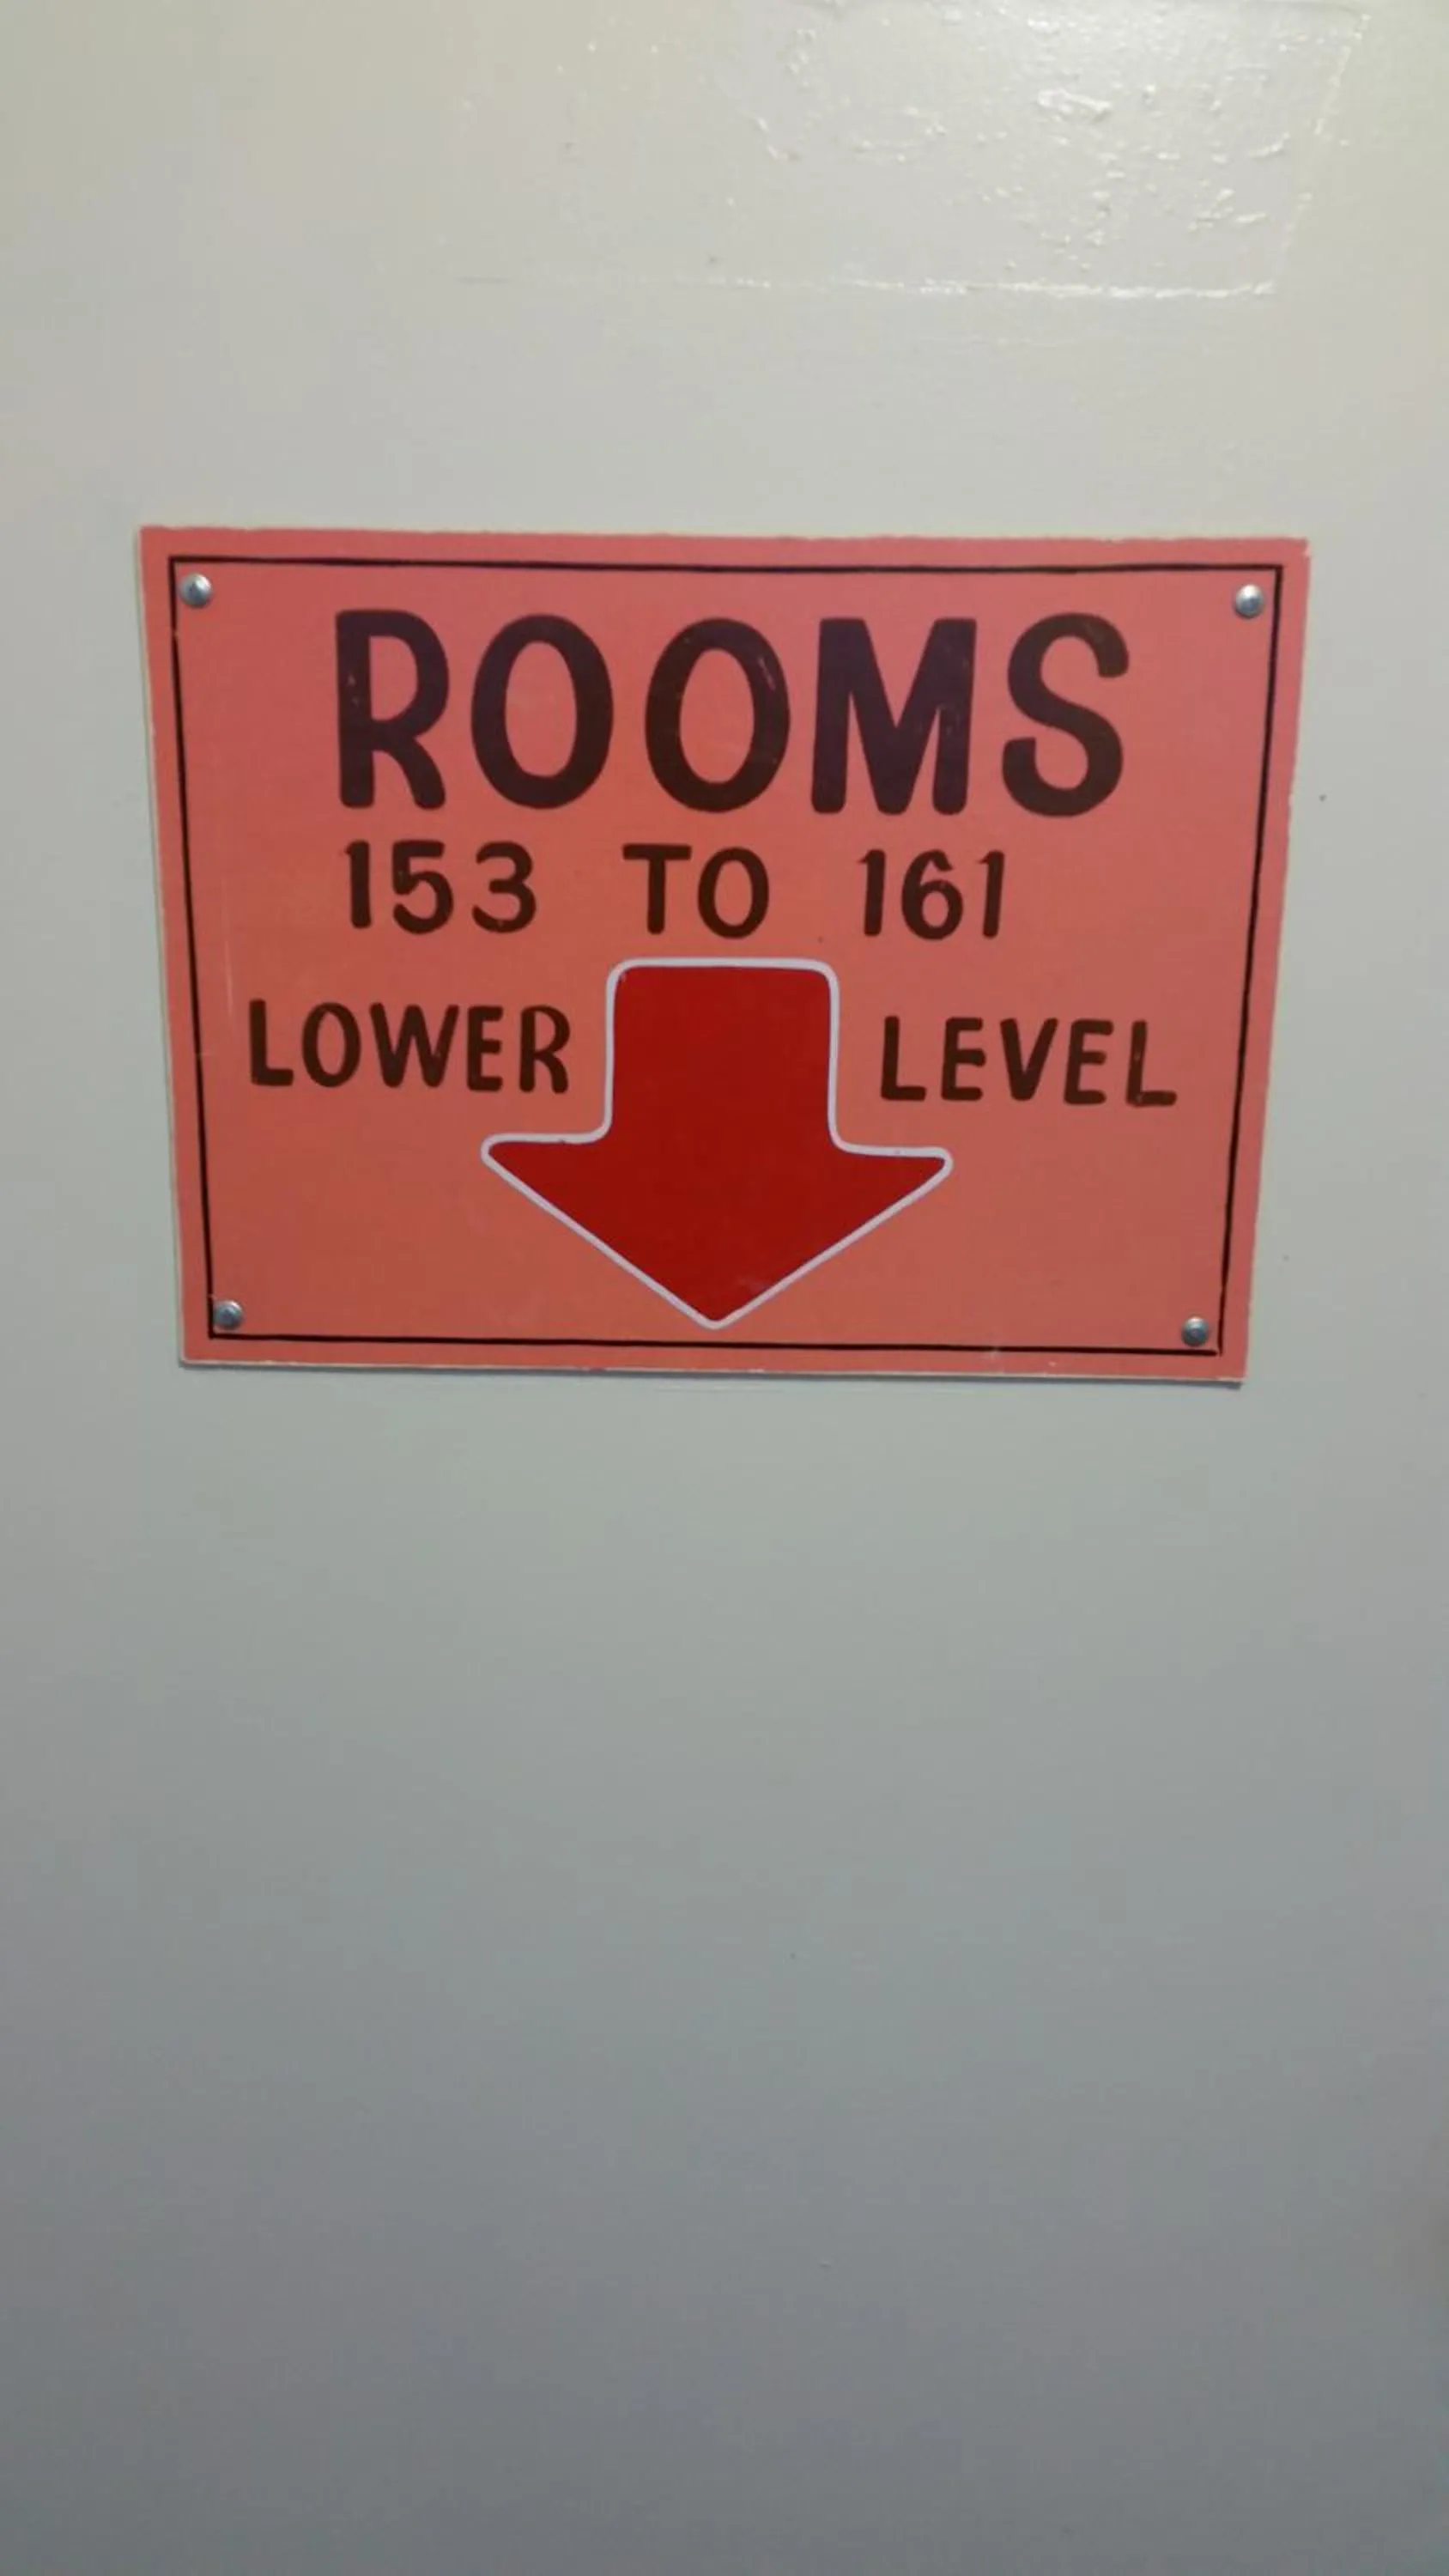 ROOMS
153 TO 161
LOWER LEVEL